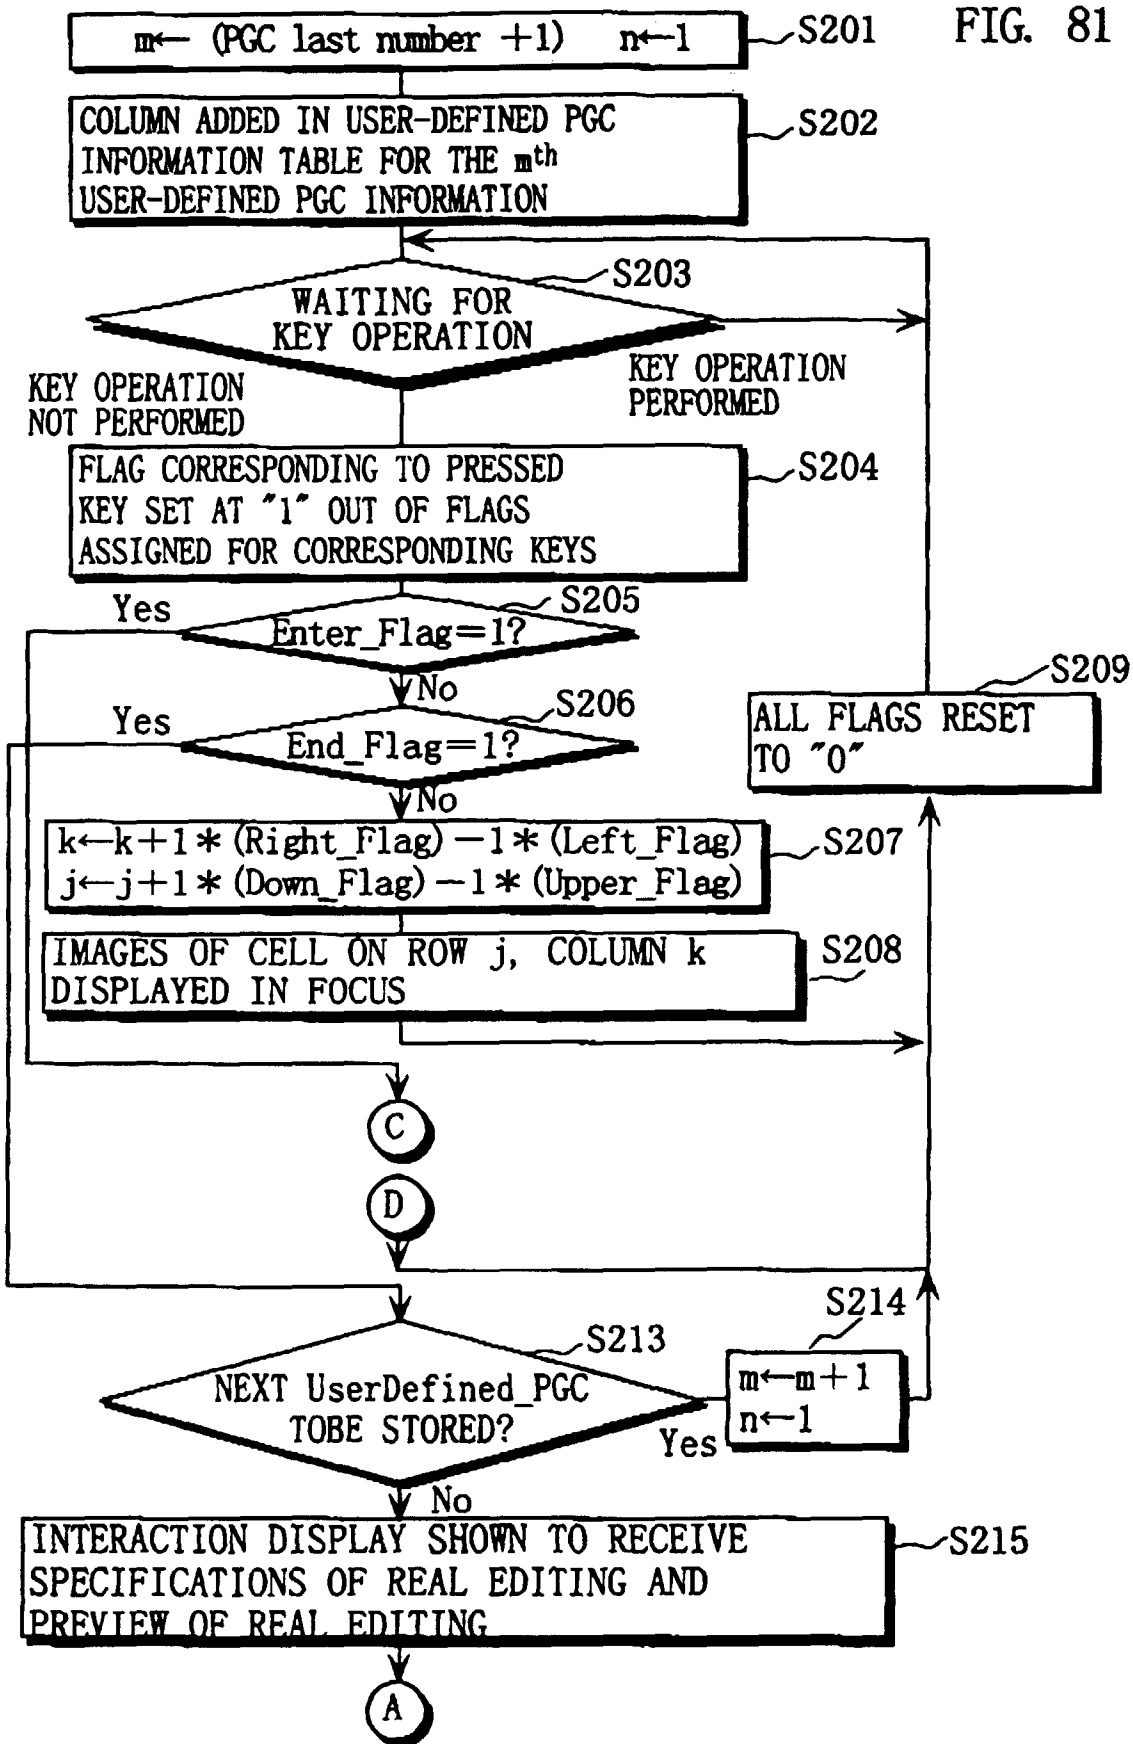 FIG. 81
m← (PGC last number +1)  n←1
S201
COLUMN ADDED IN USER-DEFINED PGC
INFORMATION TABLE FOR THE mth
USER-DEFINED PGC INFORMATION
S202
S203
WAITING FOR
KEY OPERATION
KEY OPERATION
NOT PERFORMED
KEY OPERATION
PERFORMED
FLAG CORRESPONDING TO PRESSED
KEY SET AT "1" OUT OF FLAGS
ASSIGNED FOR CORRESPONDING KEYS
S204
Yes
S205
Enter_Flag=1?
No
Yes
S206
End_Flag=1?
No
S209
ALL FLAGS RESET
TO "0"
k←k+1*(Right_Flag)-1*(Left_Flag)
j←j+1*(Down_Flag)-1*(Upper_Flag)
S207
IMAGES OF CELL ON ROW j, COLUMN k
DISPLAYED IN FOCUS
S208
C
D
S213
NEXT UserDefined_PGC
TOBE STORED?
Yes
S214
m←m+1
n←1
No
INTERACTION DISPLAY SHOWN TO RECEIVE
SPECIFICATIONS OF REAL EDITING AND
PREVIEW OF REAL EDITING
S215
A